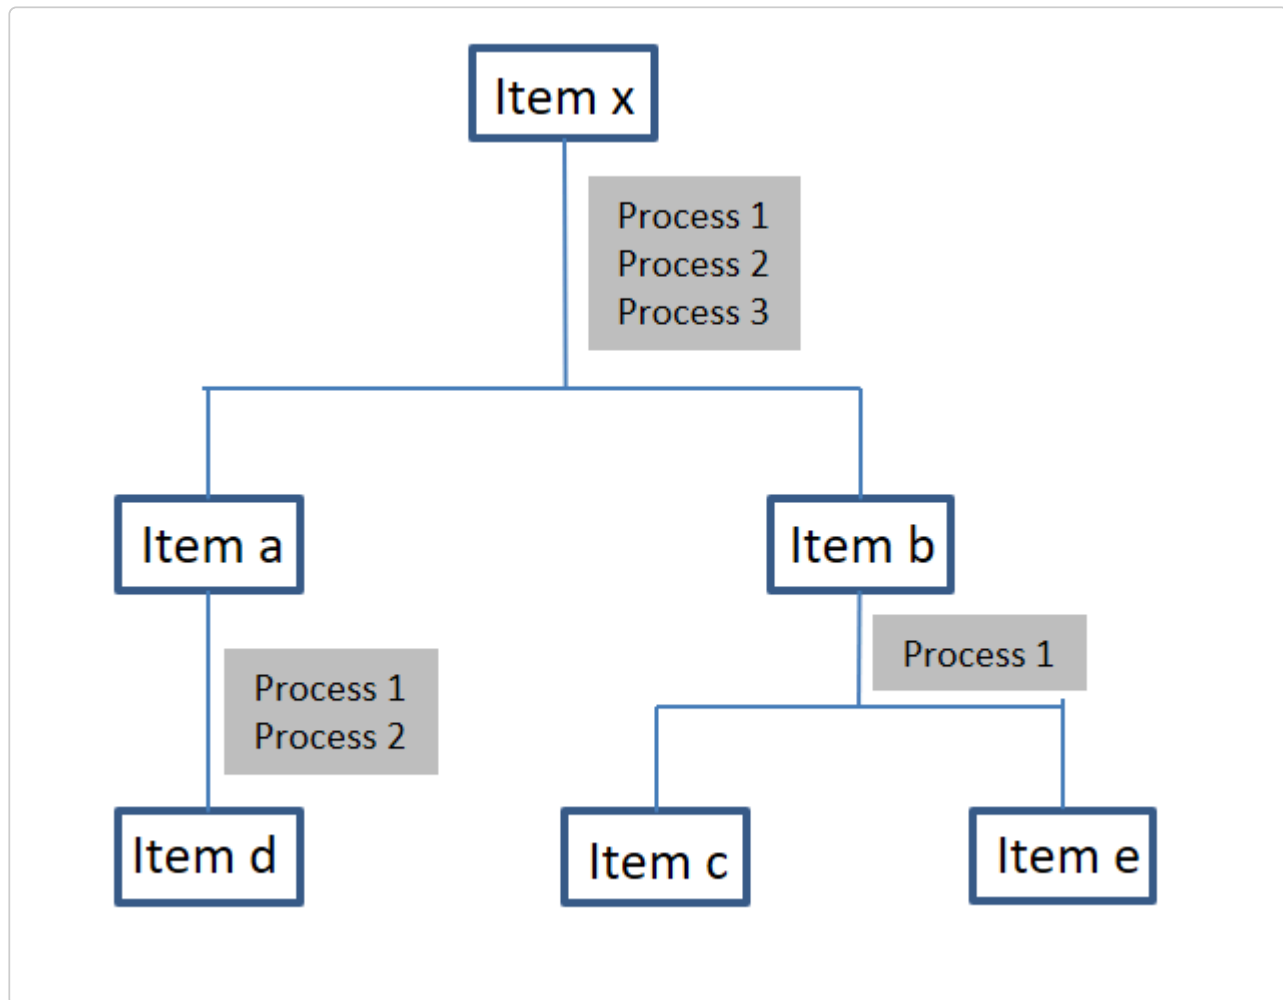 Item x
Process 1
Process 2
Process 3
Item a
Item b
Process 1
Process 1
Process 2
Item d
Item c
Item e